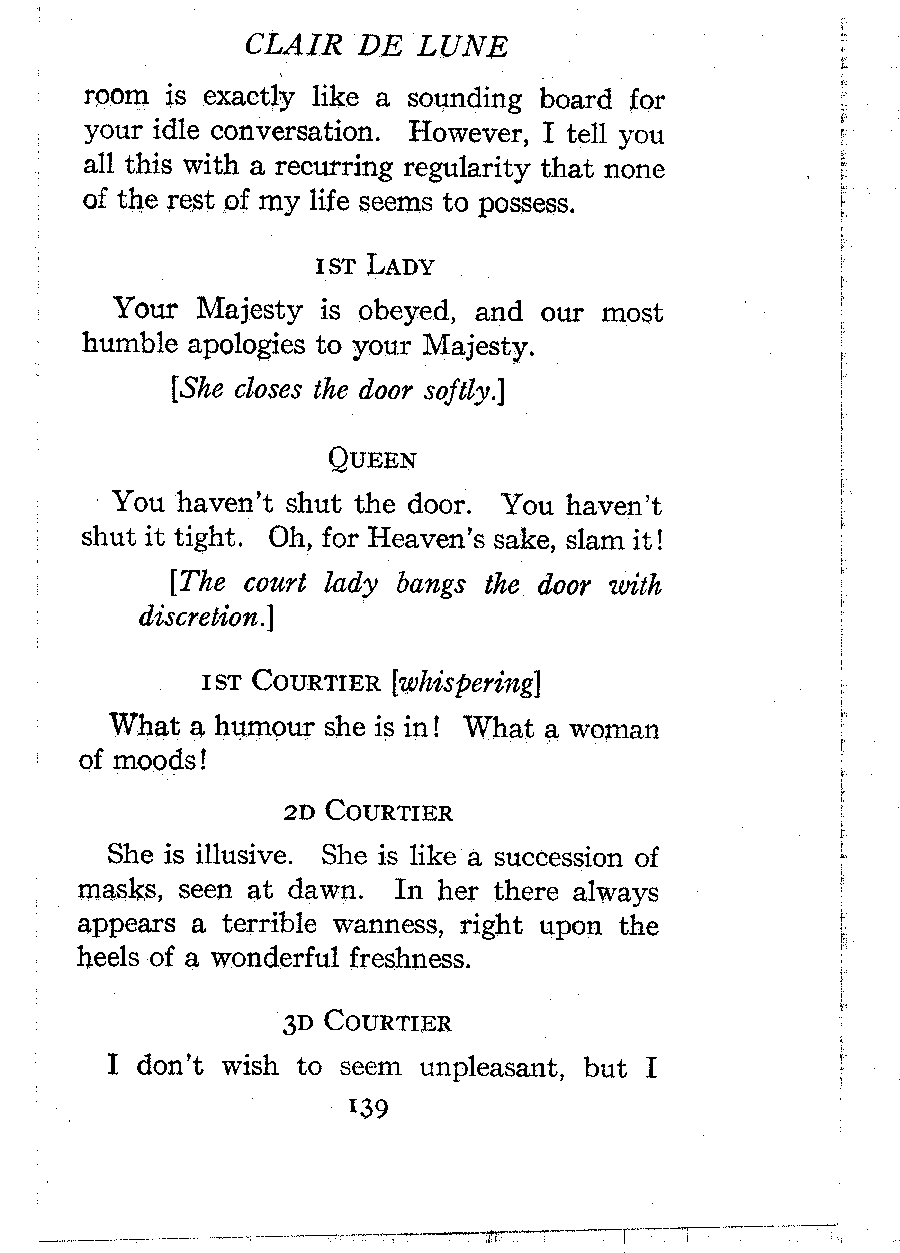 CLAIR DE LUNE
room is exactly like a sounding board for
your idle conversation. However, I tell you
all this with a recurring regularity that none
of the rest of my life seems to possess.
1ST LADY
Your Majesty is obeyed, and our most
humble apologies to your Majesty.
[She closes the door softly.]
QUEEN
You haven't shut the door. You haven't
shut it tight. Oh, for Heaven's sake, slam it!
[The court lady bangs the door with
discretion.]
1ST COURTIER [whispering]
What a humour she is in! What a woman
of moods!
2D COURTIER
She is illusive. She is like a succession of
masks, seen at dawn. In her there always
appears a terrible wanness, right upon the
heels of a wonderful freshness.
3D COURTIER
I don't wish to seem unpleasant, but I
139